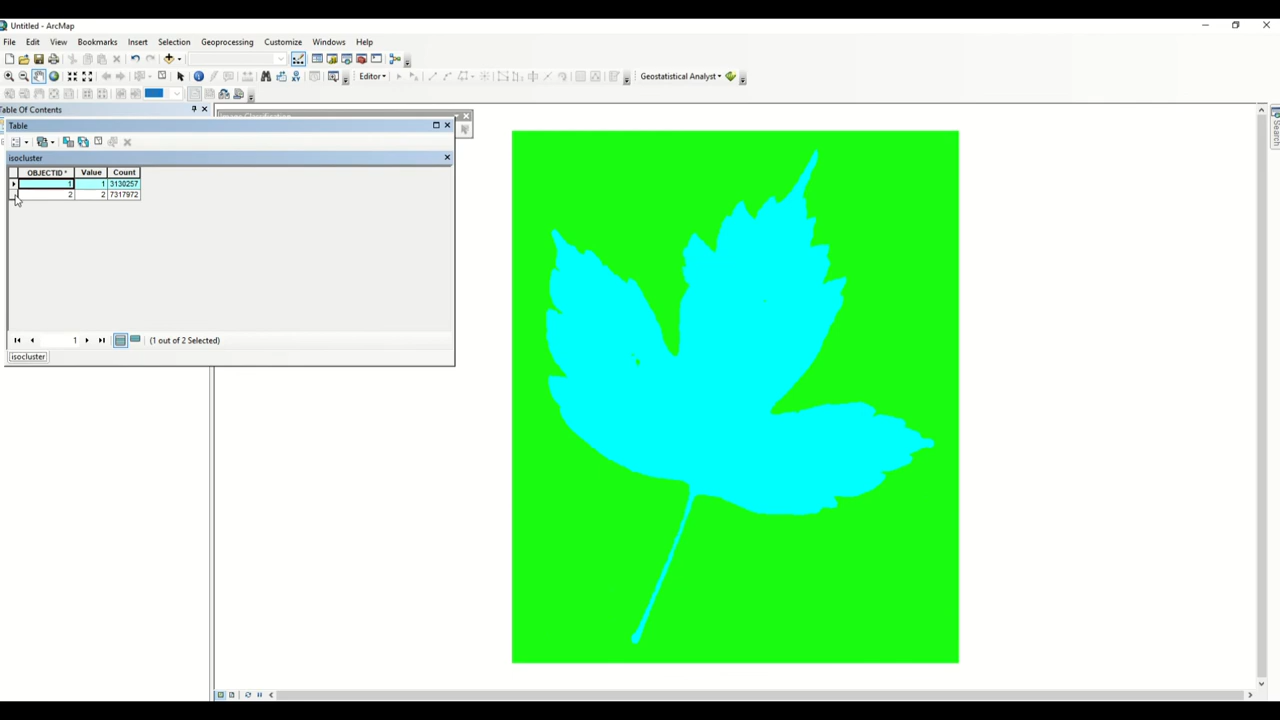 Untitled - ArcMap
File Edit View Bookmarks Insert Selection Geoprocessing Customize Windows Help
Editor
Geostatistical Analyst
Table Of Contents
Table
isocluster
OBJECTID * Value Count
1 1 3130257
2 2 7317972
1 (1 out of 2 Selected)
isocluster
Search